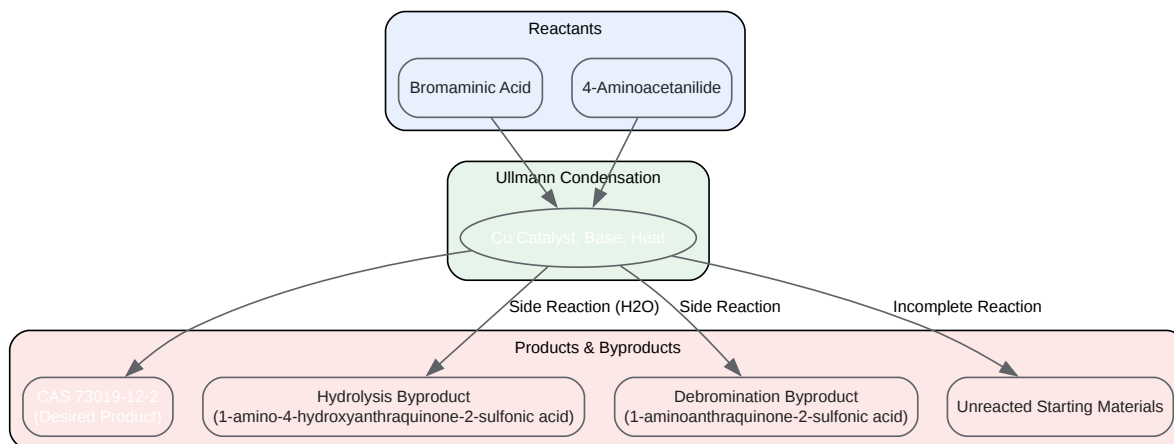 Reactants
Bromaminic Acid
4-Aminoacetanilide
Ullmann Condensation
Cu Catalyst, Base, Heat
Side Reaction (H2O)
Side Reaction
Incomplete Reaction
Products & Byproducts
CAS 73019-12-2
(Desired Product)
Hydrolysis Byproduct
(1-amino-4-hydroxyanthraquinone-2-sulfonic acid)
Debromination Byproduct
(1-aminoanthraquinone-2-sulfonic acid)
Unreacted Starting Materials